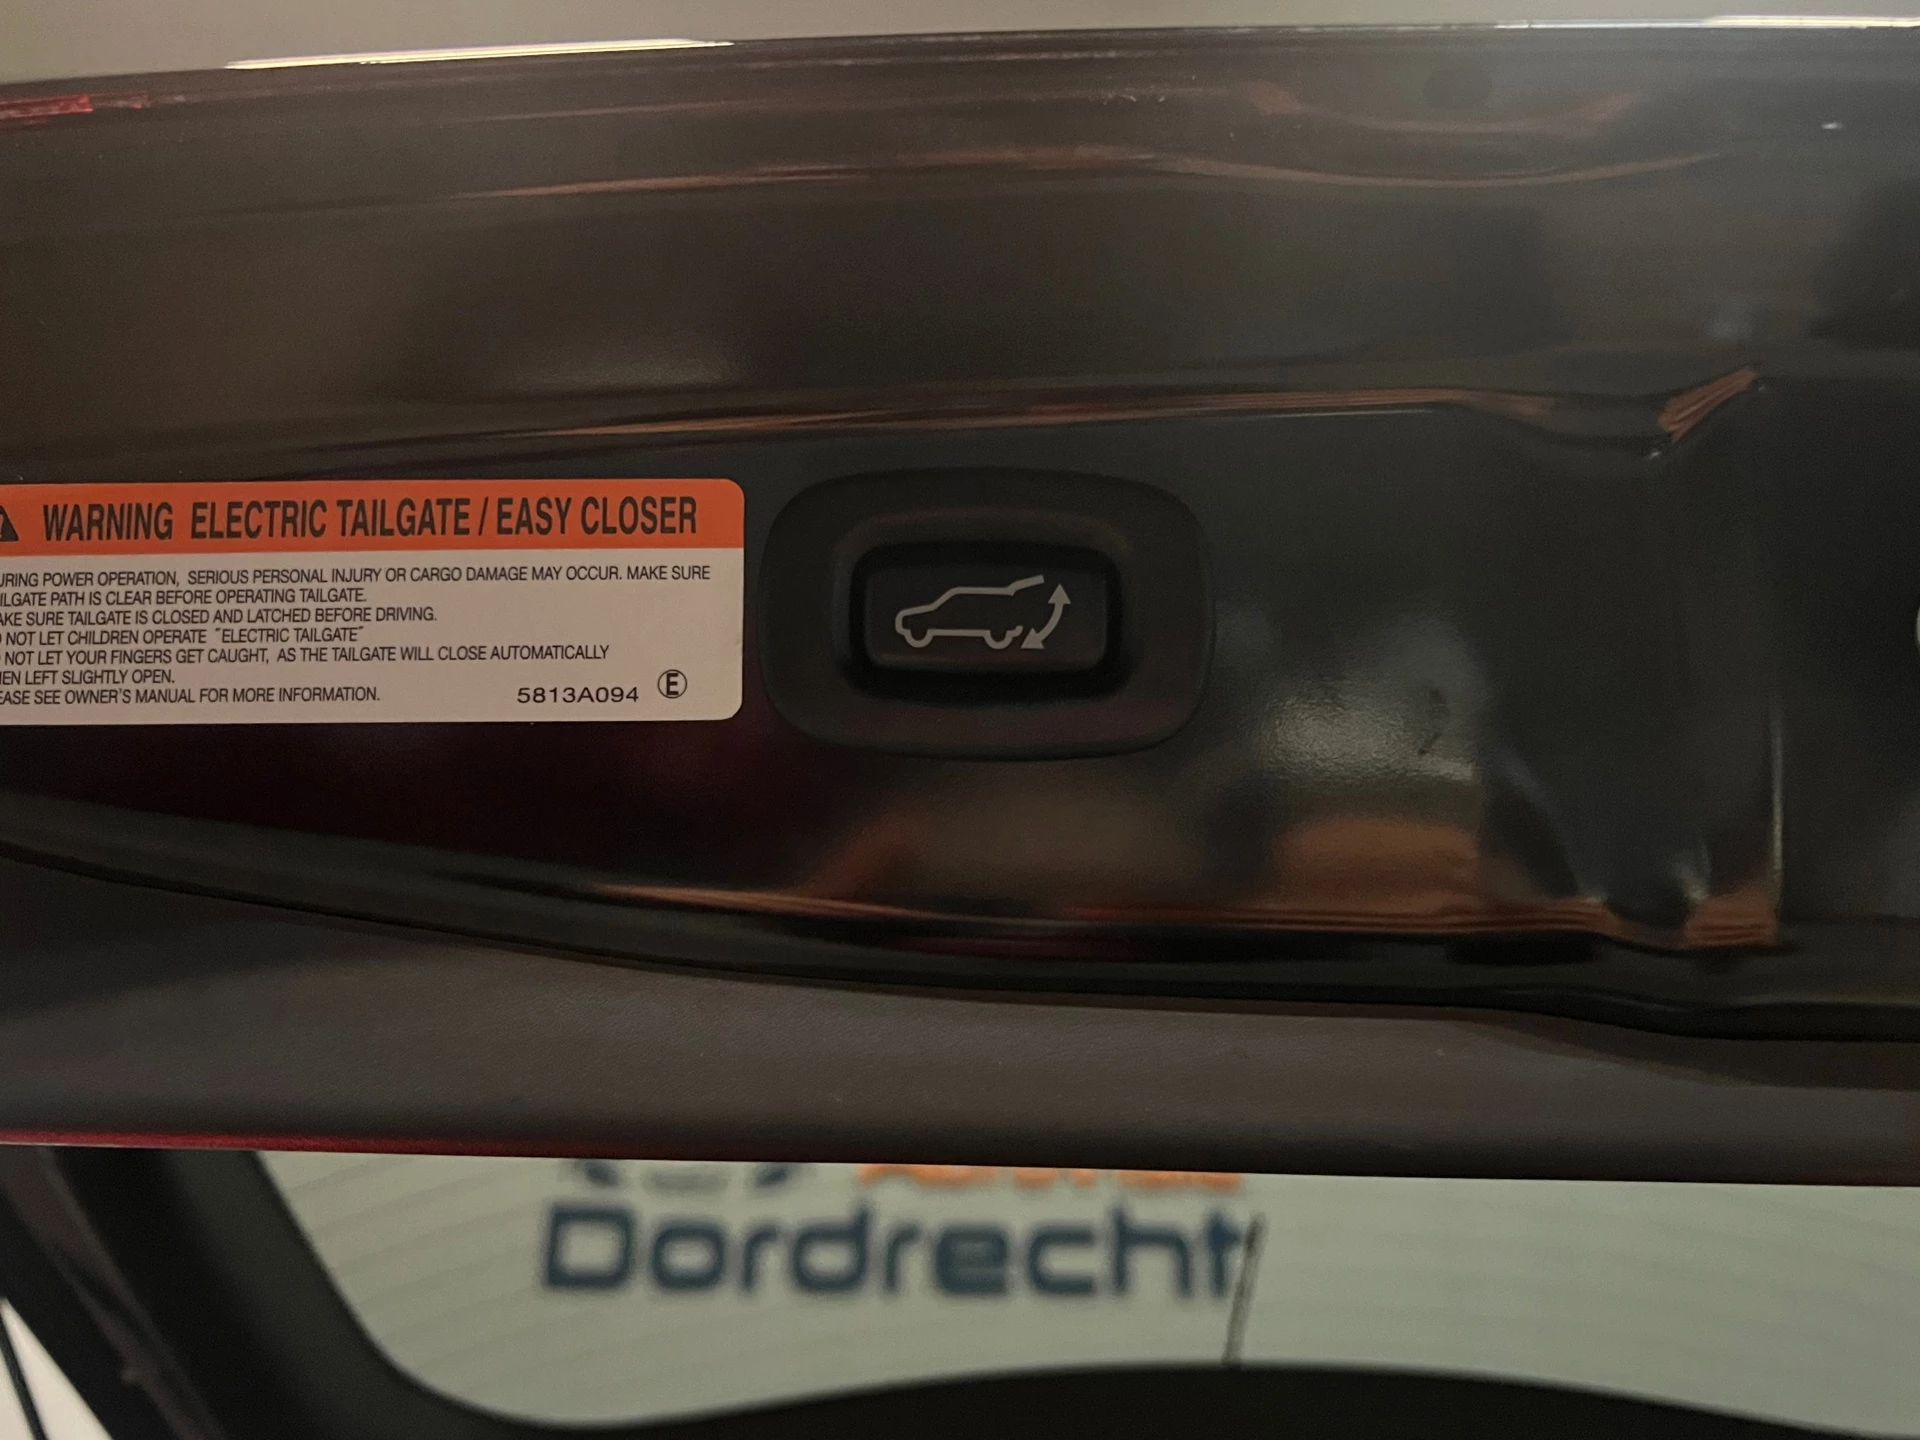 WARNING ELECTRIC TAILGATE / EASY CLOSER
URING POWER OPERATION, SERIOUS PERSONAL INJURY OR CARGO DAMAGE MAY OCCUR. MAKE SURE
ILGATE PATH IS CLEAR BEFORE OPERATING TAILGATE.
AKE SURE TAILGATE IS CLOSED AND LATCHED BEFORE DRIVING.
NOT LET CHILDREN OPERATE "ELECTRIC TAILGATE"
NOT LET YOUR FINGERS GET CAUGHT, AS THE TAILGATE WILL CLOSE AUTOMATICALLY
EN LEFT SLIGHTLY OPEN.
EASE SEE OWNER'S MANUAL FOR MORE INFORMATION.
5813A094 Ⓔ
Dordrecht